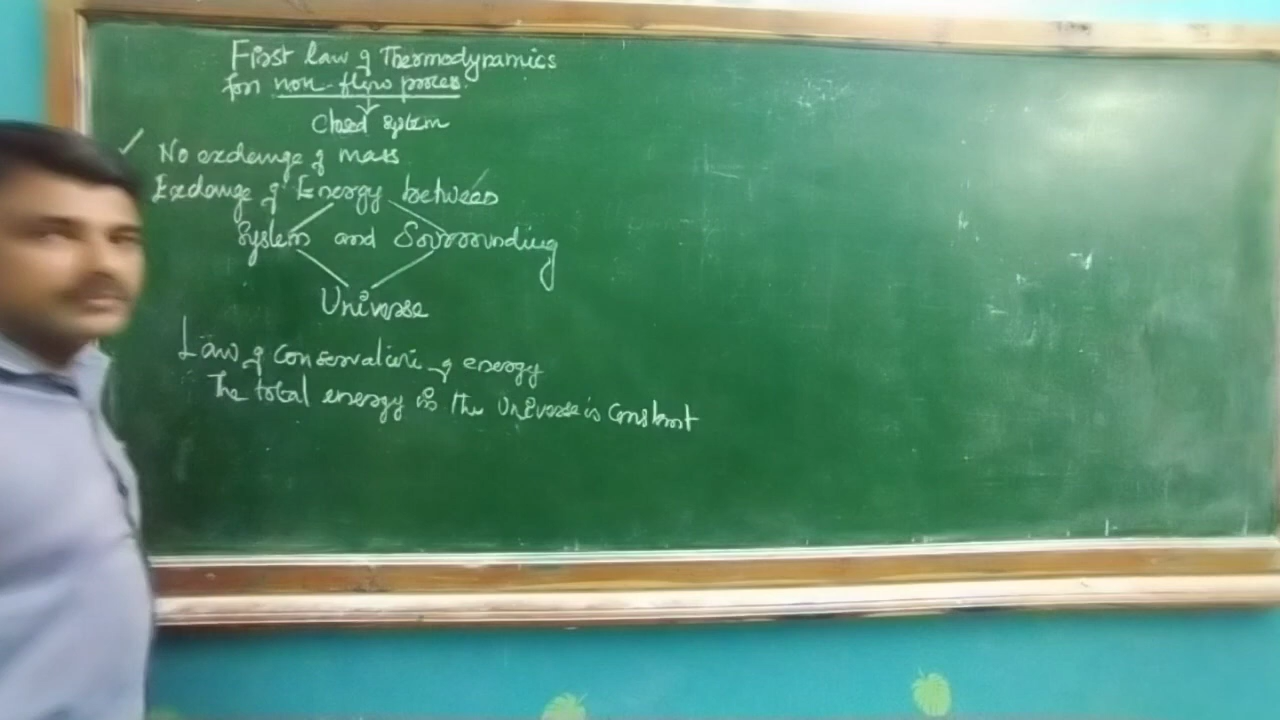 First law of Thermodynamics
for non-flow process.
Closed system
✓ No exchange of mass
Exchange of Energy between
System and Surrounding
Universe
Law of conservation of energy
The total energy in the Universe is Constant